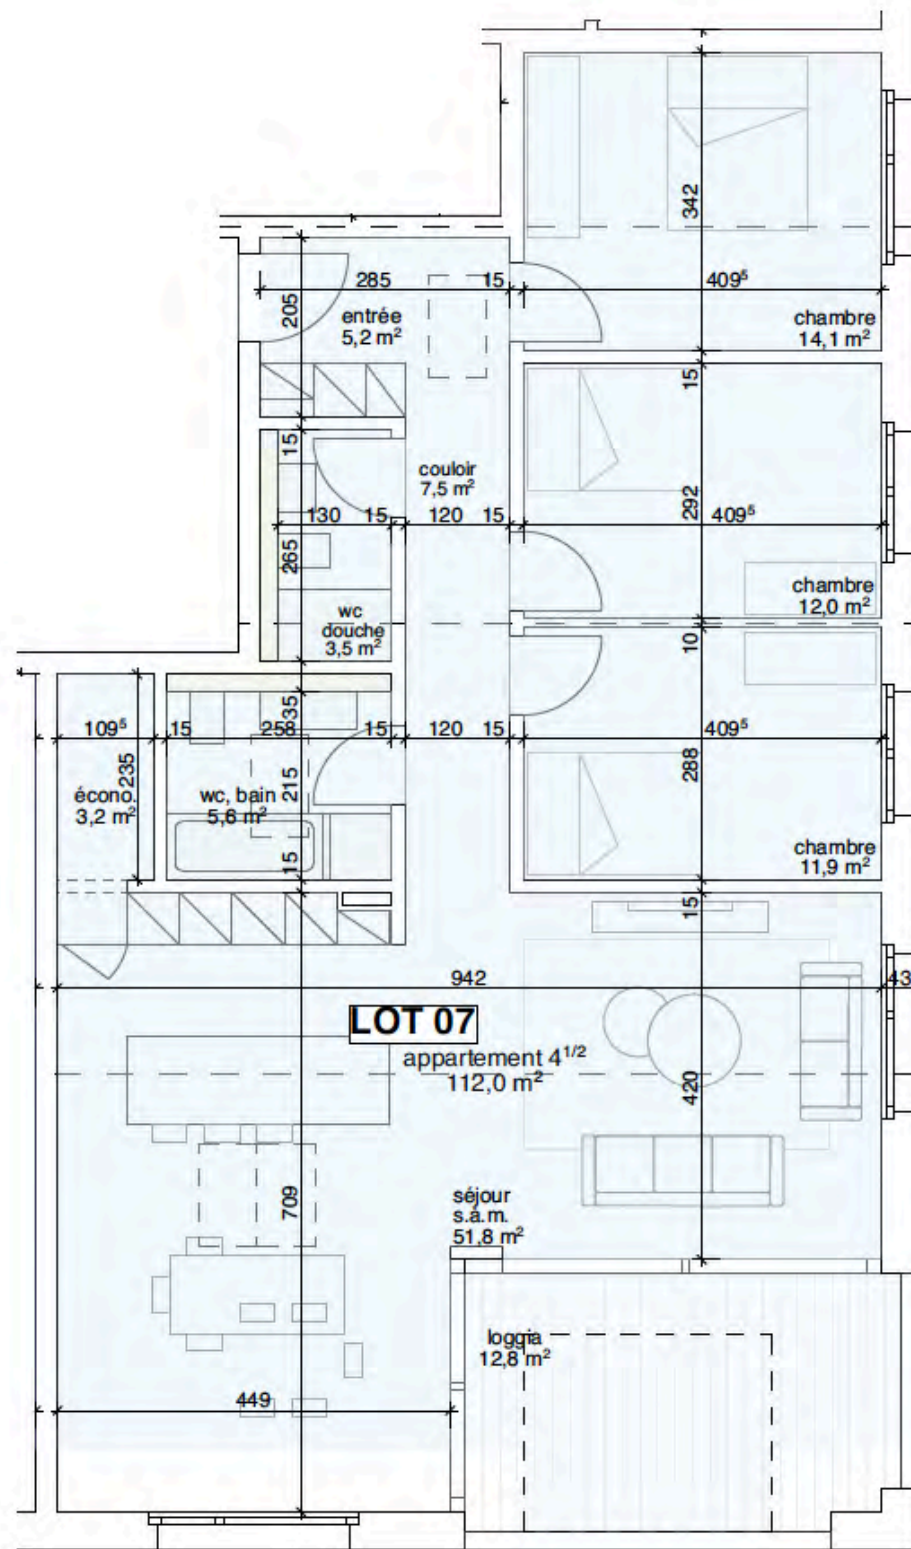 342
285
15
409⁵
205
entrée
5,2 m²
chambre
14,1 m²
15
15
couloir
7,5 m²
292
130
15
120
15
409⁵
265
chambre
12,0 m²
wc
douche
3,5 m²
10
35
109⁵
15
258
15
120
15
409⁵
235
215
288
écono.
3,2 m²
wc, bain
5,6 m²
chambre
11,9 m²
15
15
942
43
LOT 07
appartement 4¹/²
112,0 m²
420
709
séjour
s.a.m.
51,8 m²
loggia
12,8 m²
449